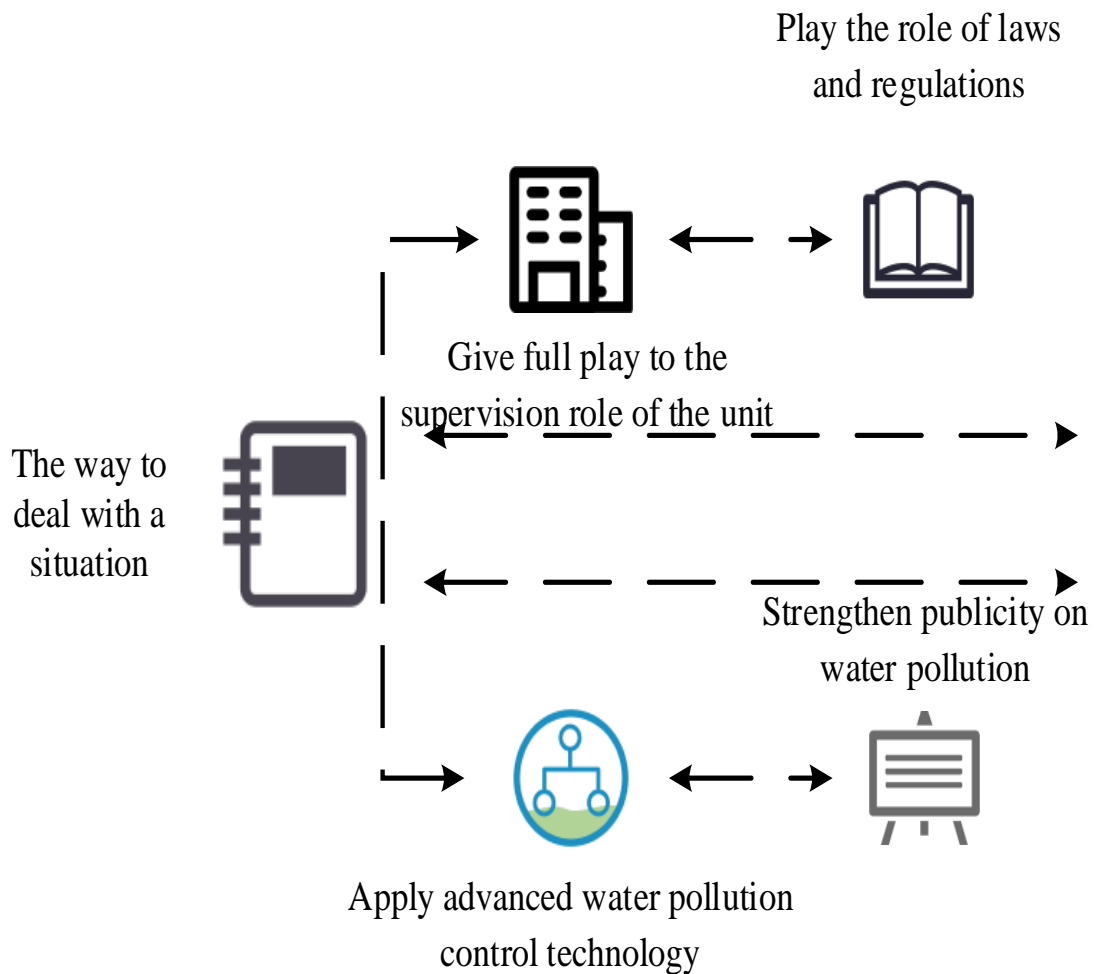 Play the role of laws
and regulations
Give full play to the
supervision role of the unit
The way to
deal with a
situation
Strengthen publicity on
water pollution
Apply advanced water pollution
control technology